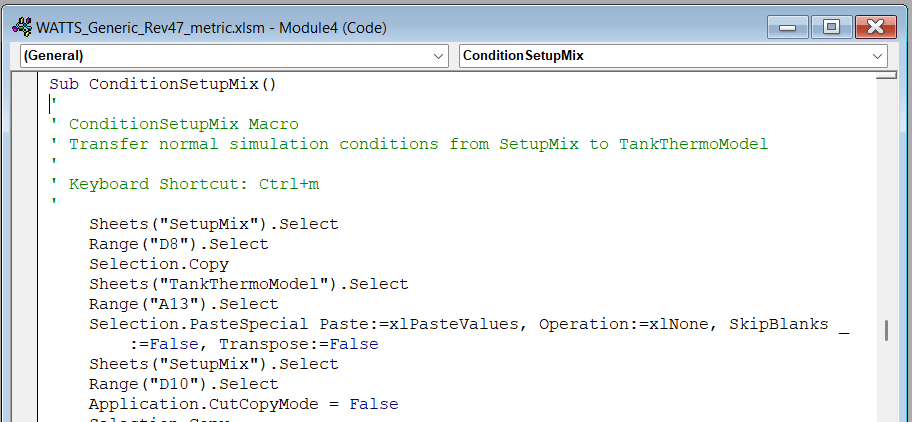 WATTS_Generic_Rev47_metric.xlsm - Module4 (Code)
(General) ConditionSetupMix
Sub ConditionSetupMix()
'
' ConditionSetupMix Macro
' Transfer normal simulation conditions from SetupMix to TankThermoModel
'
' Keyboard Shortcut: Ctrl+m
'
Sheets("SetupMix").Select
Range("D8").Select
Selection.Copy
Sheets("TankThermoModel").Select
Range("A13").Select
Selection.PasteSpecial Paste:=xlPasteValues, Operation:=xlNone, SkipBlanks _
:=False, Transpose:=False
Sheets("SetupMix").Select
Range("D10").Select
Application.CutCopyMode = False
Selection.Copy